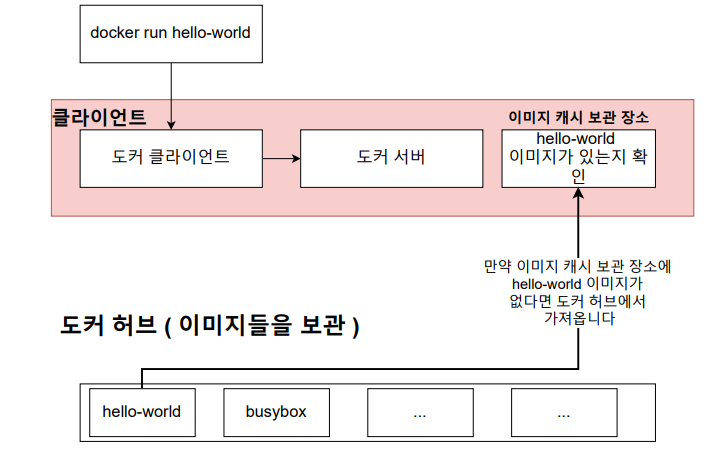 docker run hello-world
클라이언트
이미지 캐시 보관 장소
도커 클라이언트
도커 서버
hello-world
이미지가 있는지 확
인
만약 이미지 캐시 보관 장소에
hello-world 이미지가
없다면 도커 허브에서
가져옵니다
도커 허브 ( 이미지들을 보관 )
hello-world
busybox
...
...